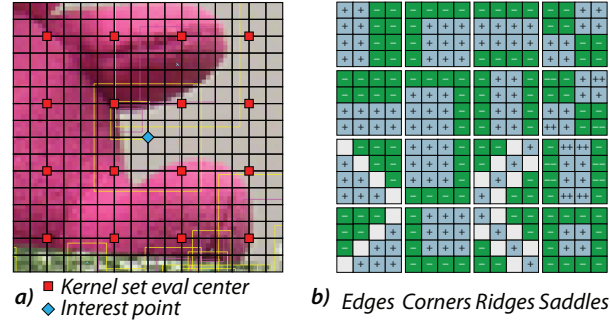 a)
Kernel set eval center
Interest point
b)
Edges Corners Ridges Saddles